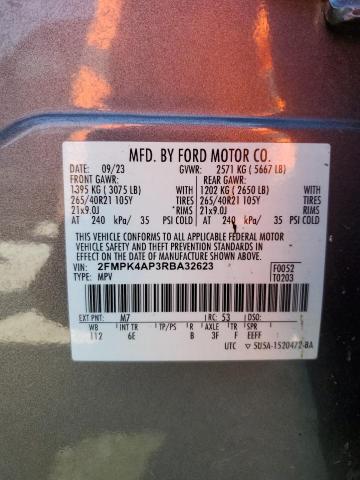 MFD. BY FORD MOTOR CO.
DATE: 09/23 GVWR: 2571 KG ( 5667 LB)
FRONT GAWR: REAR GAWR:
1395 KG ( 3075 LB) WITH 1202 KG ( 2650 LB) WITH
265/40R21 105Y TIRES 265/40R21 105Y TIRES
21x9.0J RIMS 21x9.0J RIMS
AT 240 kPa/ 35 PSI COLD AT 240 kPa/ 35 PSI COLD
THIS VEHICLE CONFORMS TO ALL APPLICABLE FEDERAL MOTOR
VEHICLE SAFETY AND THEFT PREVENTION STANDARDS IN EFFECT
ON THE DATE OF MANUFACTURE SHOWN ABOVE.
VIN: 2FMPK4AP3RBA32623 F0052
TYPE: MPV T0203
EXT PNT: M7 RC: 53 DSO:
WB INT TR TP/PS R AXLE TR SPR
112 6E B 3F F EEFF
UTC 5U5A-1520472-BA